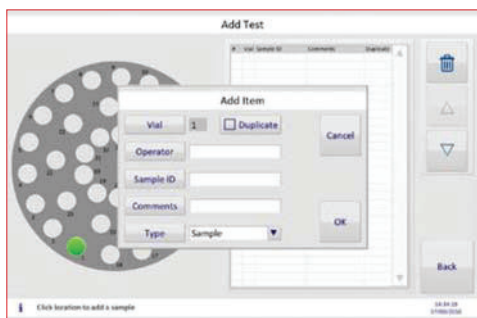 Add Test
# Vial Sample ID Comments Duplicate
Add Item
Vial 1 Duplicate
Cancel
Operator
Sample ID
Comments
OK
Type Sample
Back
Click location to add a sample